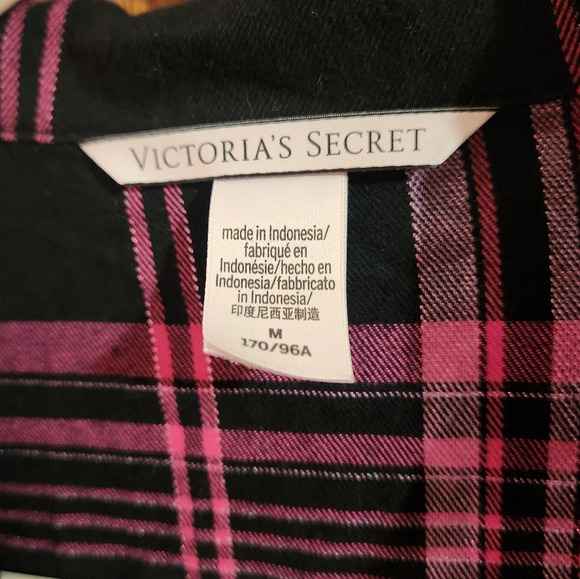 VICTORIA'S SECRET
made in Indonesia/
fabriqué en
Indonésie/hecho en
Indonesia/fabbricato
in Indonesia/
印度尼西亚制造
M
170/96A